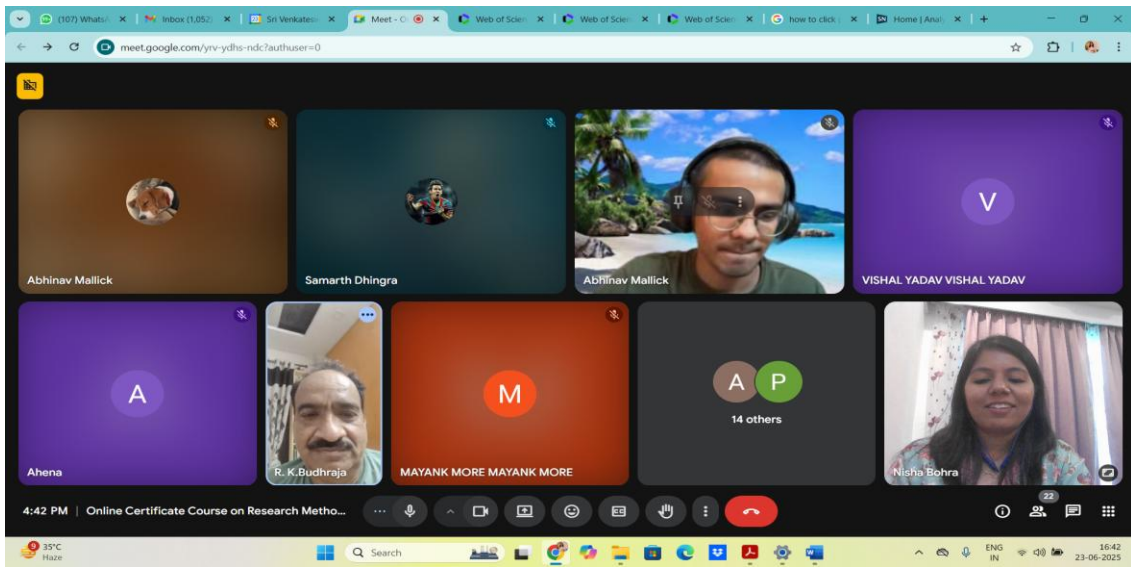 (107) WhatsA
Inbox (1,052)
Sri Venkates
Meet - O
Web of Scien
Web of Scien
Web of Scien
how to click
Home | Analy
meet.google.com/yrv-ydhs-ndc?authuser=0
Abhinav Mallick
Samarth Dhingra
Abhinav Mallick
V
VISHAL YADAV VISHAL YADAV
A
Ahena
R. K.Budhraja
M
MAYANK MORE MAYANK MORE
A P
14 others
Nisha Bohra
4:42 PM | Online Certificate Course on Research Metho...
22
9
35°C
Haze
Search
ENG
IN
16:42
23-06-2025